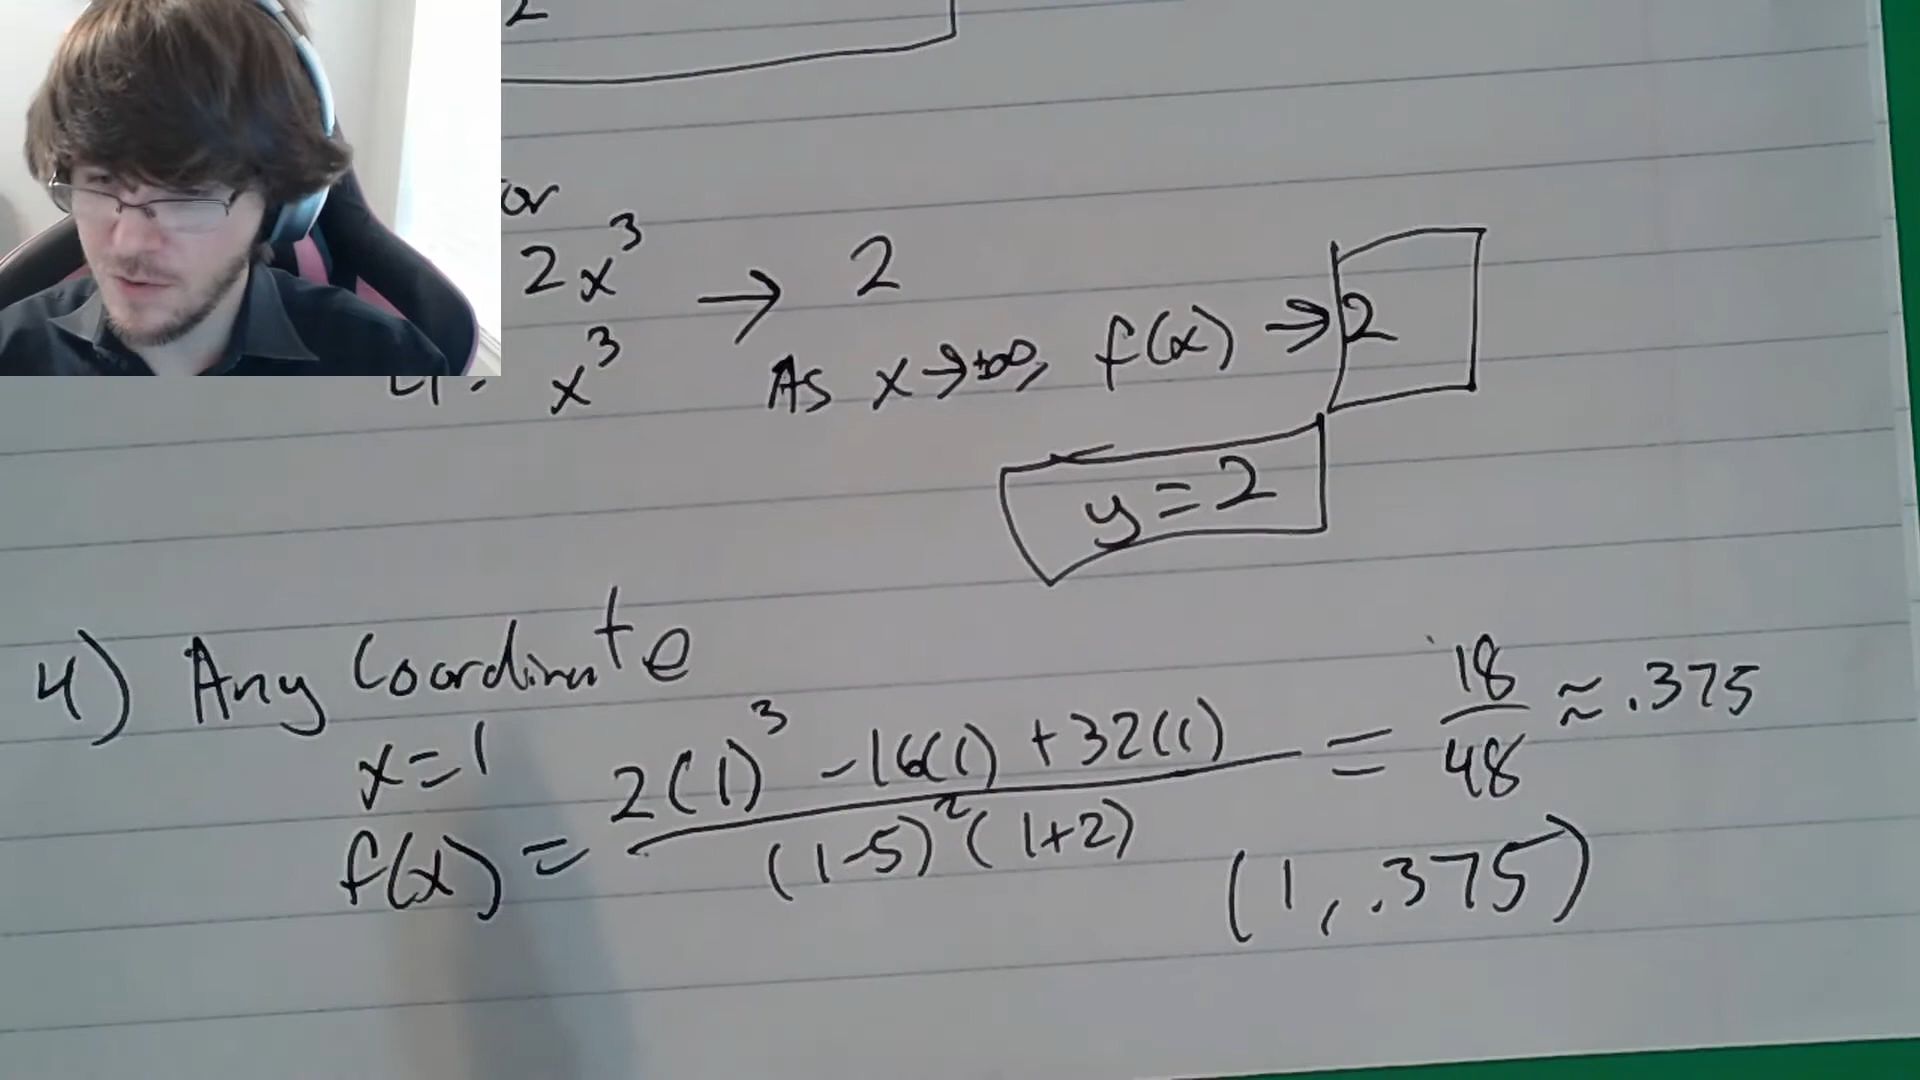 2
or
2x³ / x³ → 2
As x→±∞, f(x) → 2
y = 2
4) Any Coordinate
x = 1
f(x) = 2(1)³ - 16(1) + 32(1) / (1-5)²(1+2) = 18/48 ≈ .375
(1, .375)